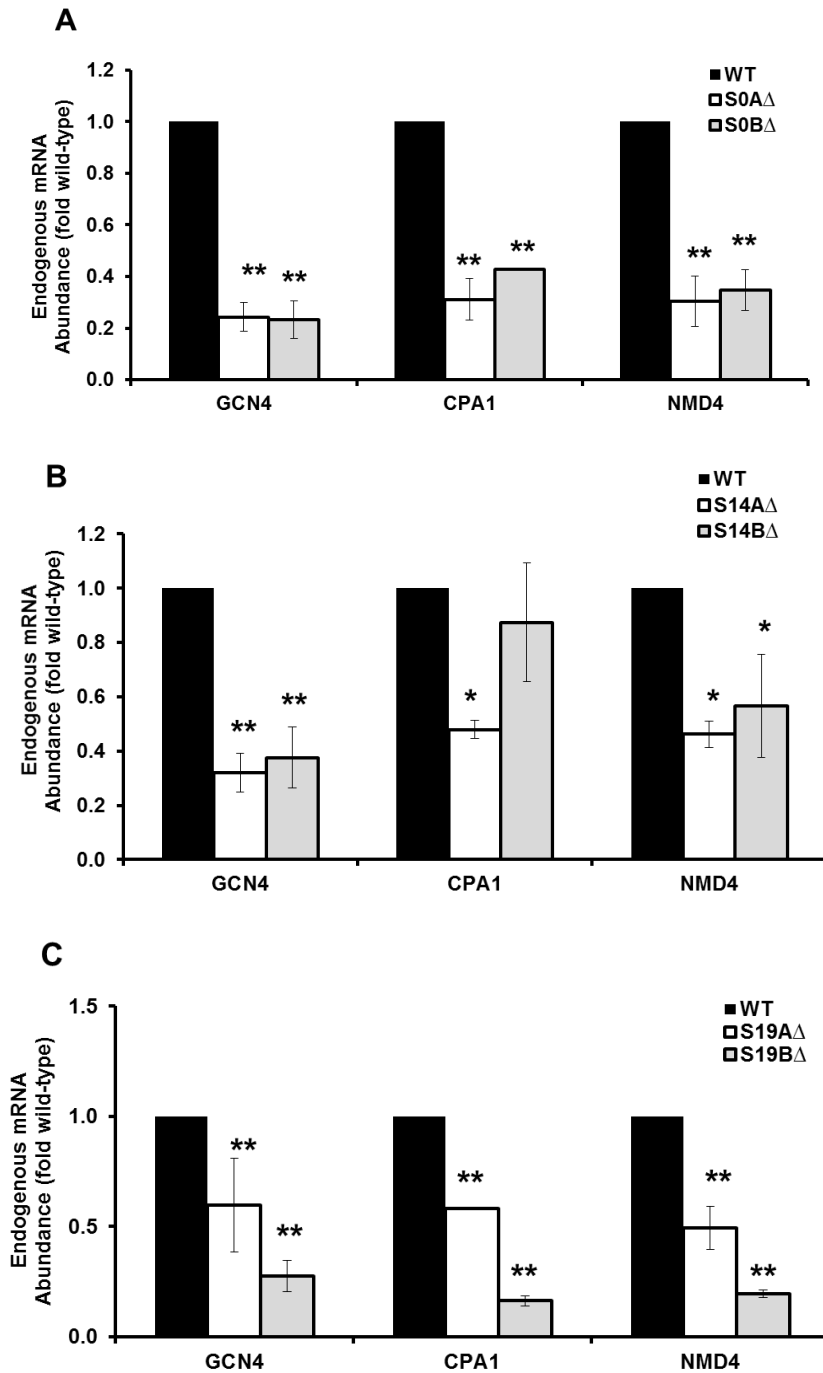 A
WT
S0AΔ
S0BΔ
Endogenous mRNA
Abundance (fold wild-type)
1.2
1.0
0.8
0.6
0.4
0.2
0.0
** **
** **
** **
GCN4 CPA1 NMD4
B
WT
S14AΔ
S14BΔ
Endogenous mRNA
Abundance (fold wild-type)
1.2
1.0
0.8
0.6
0.4
0.2
0.0
** **
*
* *
GCN4 CPA1 NMD4
C
WT
S19AΔ
S19BΔ
Endogenous mRNA
Abundance (fold wild-type)
1.5
1.0
0.5
0.0
** **
** **
** **
GCN4 CPA1 NMD4